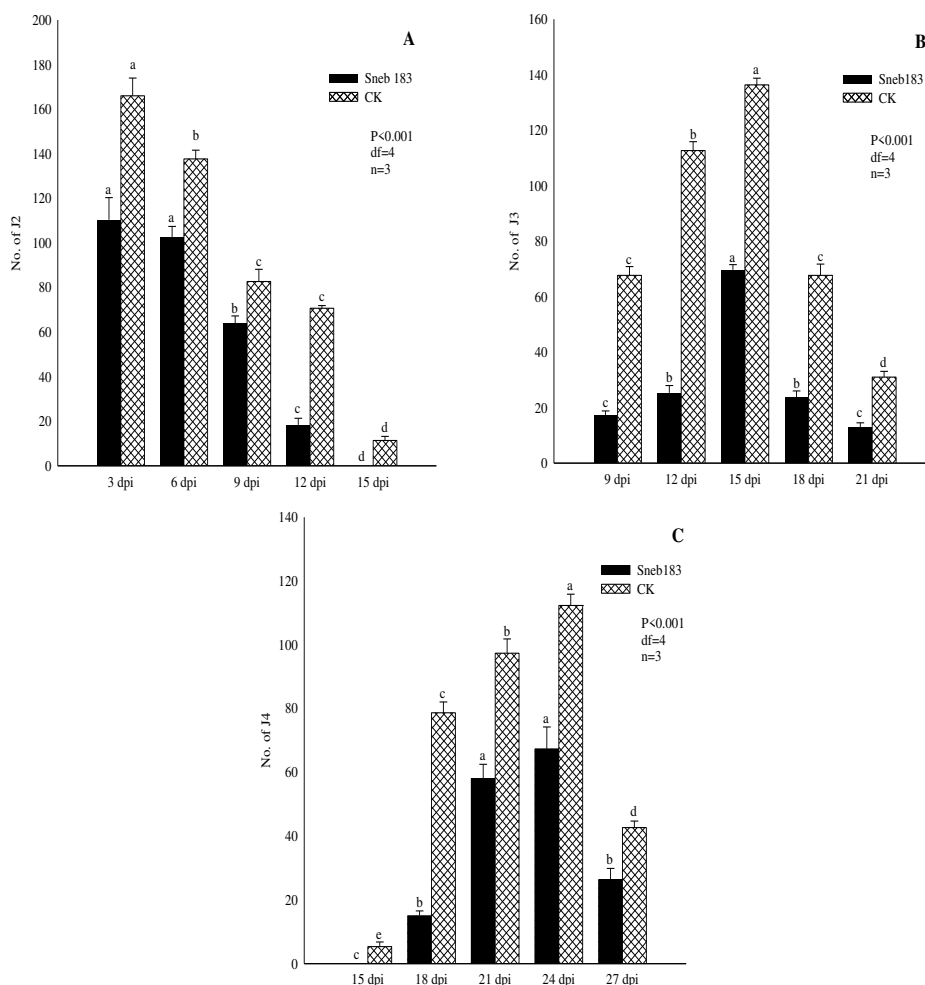 A
200
180
160
140
120
100
80
60
40
20
0
No. of J2
Sneb 183
CK
P<0.001
df=4
n=3
a
a
a
b
b
c
c
c
d
d
3 dpi 6 dpi 9 dpi 12 dpi 15 dpi
B
160
140
120
100
80
60
40
20
0
No. of J3
Sneb183
CK
P<0.001
df=4
n=3
c
c
b
b
a
a
b
c
c
d
9 dpi 12 dpi 15 dpi 18 dpi 21 dpi
C
140
120
100
80
60
40
20
0
No. of J4
Sneb183
CK
P<0.001
df=4
n=3
c
e
b
c
a
b
a
a
b
d
15 dpi 18 dpi 21 dpi 24 dpi 27 dpi